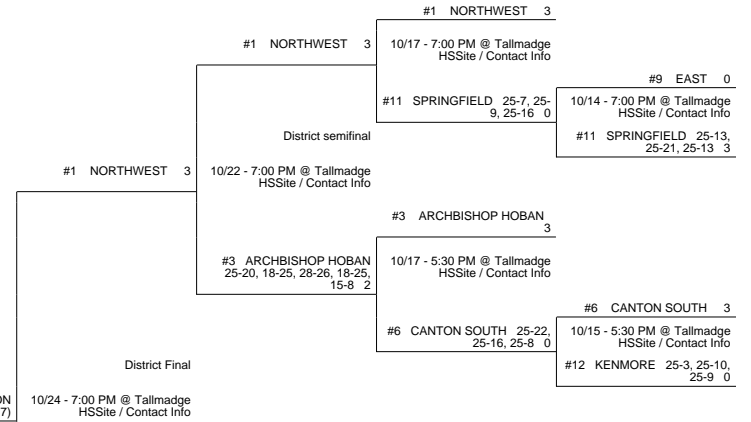 #1 NORTHWEST 3
#1 NORTHWEST 3
10/17 - 7:00 PM @ Tallmadge
HSSite / Contact Info
#9 EAST 0
#11 SPRINGFIELD 25-7, 25-
9, 25-16 0
10/14 - 7:00 PM @ Tallmadge
HSSite / Contact Info
District semifinal
#11 SPRINGFIELD 25-13,
25-21, 25-13 3
#1 NORTHWEST 3
10/22 - 7:00 PM @ Tallmadge
HSSite / Contact Info
#3 ARCHBISHOP HOBAN
3
#3 ARCHBISHOP HOBAN
25-20, 18-25, 28-26, 18-25,
15-8 2
10/17 - 5:30 PM @ Tallmadge
HSSite / Contact Info
#6 CANTON SOUTH 3
#6 CANTON SOUTH 25-22,
25-16, 25-8 0
10/15 - 5:30 PM @ Tallmadge
HSSite / Contact Info
District Final
#12 KENMORE 25-3, 25-10,
25-9 0
ON
7)
10/24 - 7:00 PM @ Tallmadge
HSSite / Contact Info